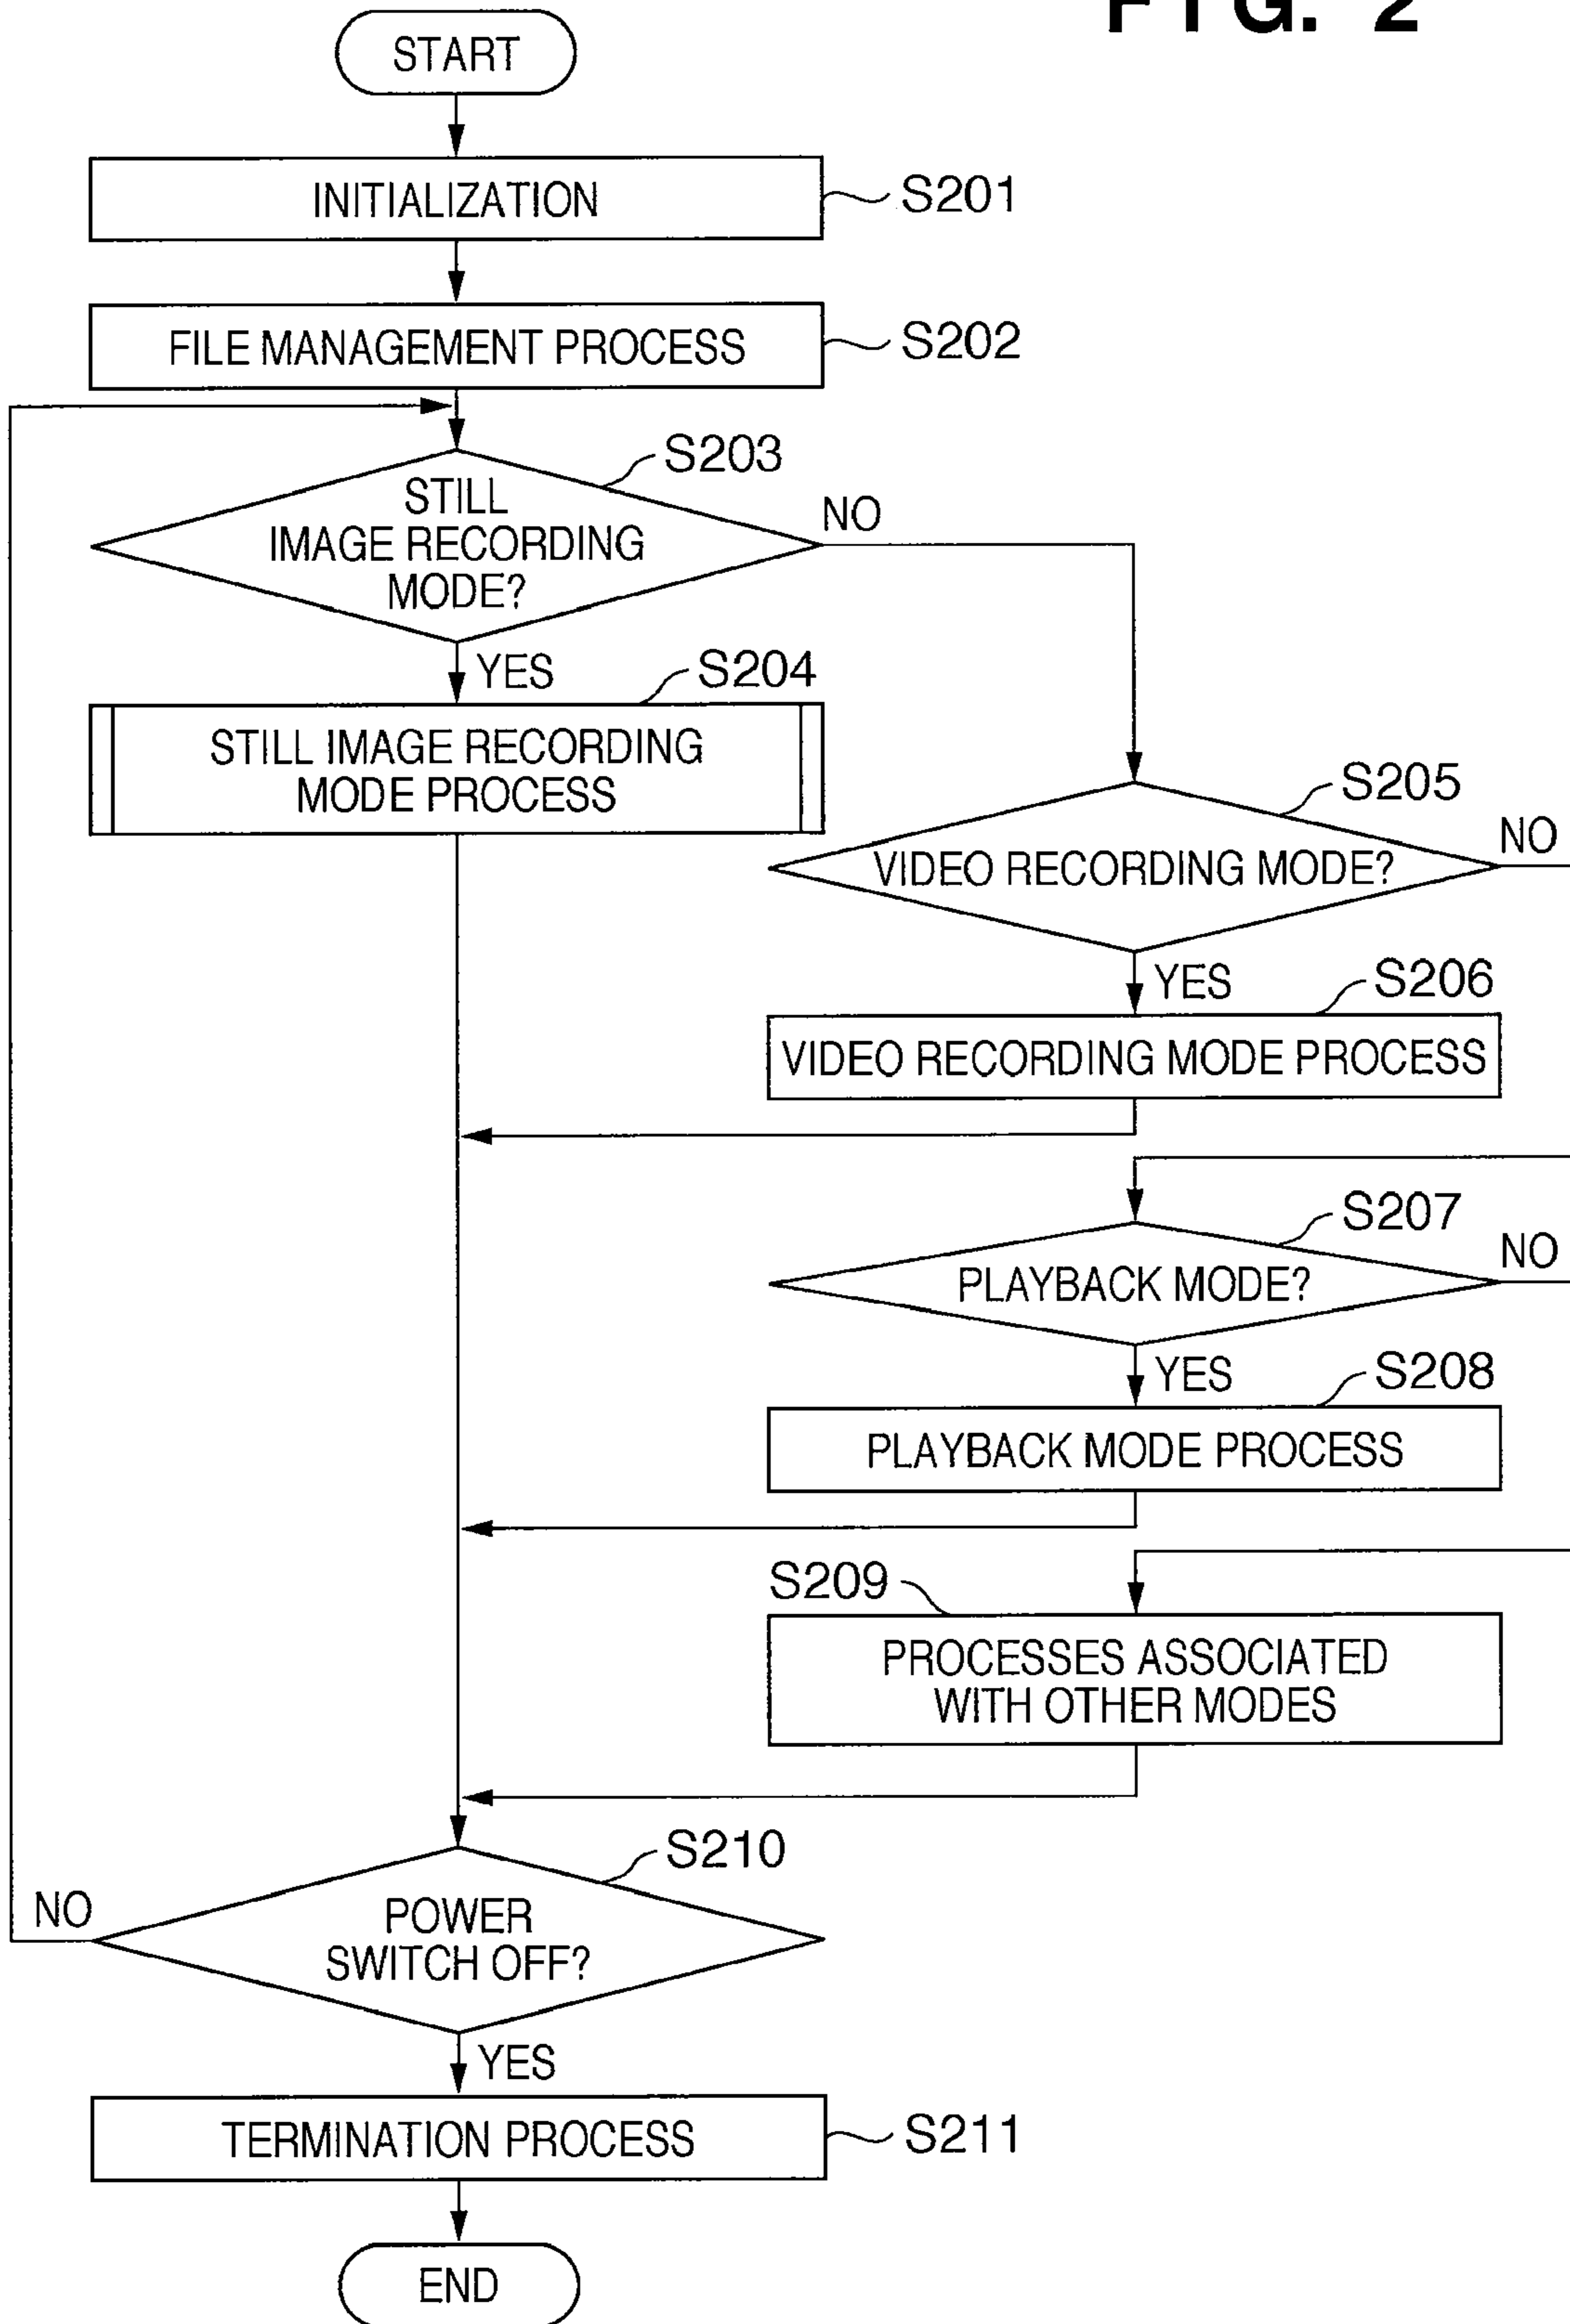 FIG. 2
START
INITIALIZATION
S201
FILE MANAGEMENT PROCESS
S202
S203
STILL
IMAGE RECORDING
MODE?
NO
YES
S204
STILL IMAGE RECORDING
MODE PROCESS
S205
VIDEO RECORDING MODE?
NO
YES
S206
VIDEO RECORDING MODE PROCESS
S207
PLAYBACK MODE?
NO
YES
S208
PLAYBACK MODE PROCESS
S209
PROCESSES ASSOCIATED
WITH OTHER MODES
S210
POWER
SWITCH OFF?
NO
YES
TERMINATION PROCESS
S211
END